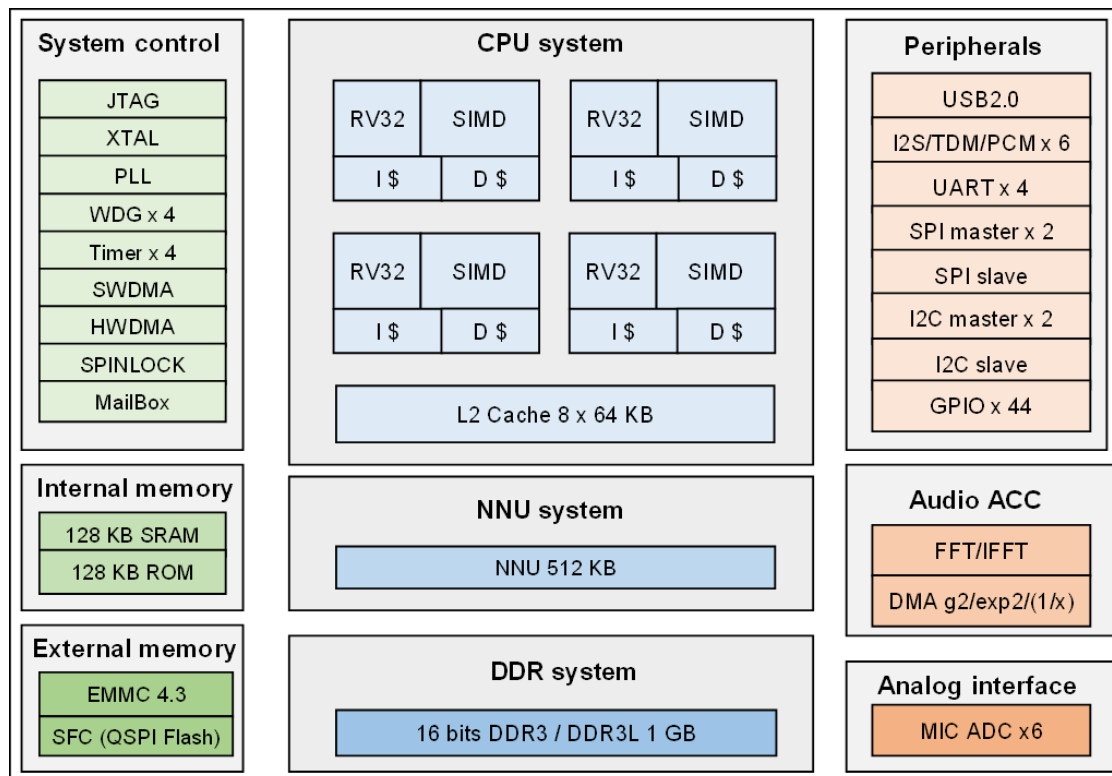 System control
JTAG
XTAL
PLL
WDG x 4
Timer x 4
SWDMA
HWDMA
SPINLOCK
MailBox
Internal memory
128 KB SRAM
128 KB ROM
External memory
EMMC 4.3
SFC (QSPI Flash)
CPU system
RV32 SIMD
I $ D $
RV32 SIMD
I $ D $
RV32 SIMD
I $ D $
RV32 SIMD
I $ D $
L2 Cache 8 x 64 KB
NNU system
NNU 512 KB
DDR system
16 bits DDR3 / DDR3L 1 GB
Peripherals
USB2.0
I2S/TDM/PCM x 6
UART x 4
SPI master x 2
SPI slave
I2C master x 2
I2C slave
GPIO x 44
Audio ACC
FFT/IFFT
DMA g2/exp2/(1/x)
Analog interface
MIC ADC x6